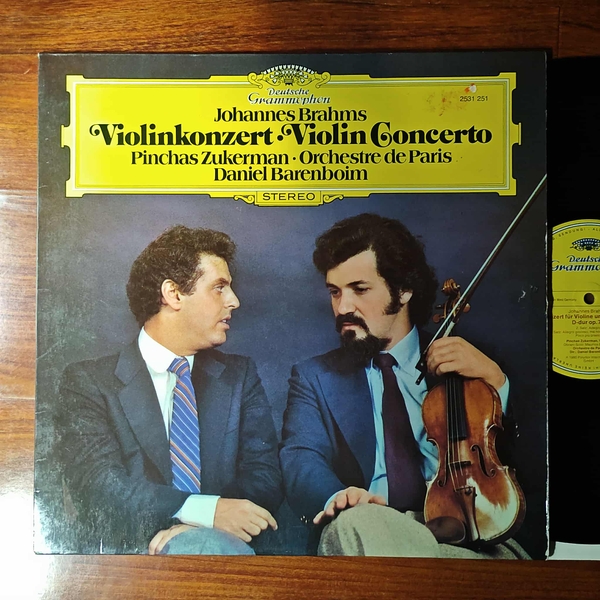 Deutsche
Grammophon
2531 251
Johannes Brahms
Violinkonzert · Violin Concerto
Pinchas Zukerman · Orchestre de Paris
Daniel Barenboim
STEREO
Deutsche
Grammophon
D-dur op.